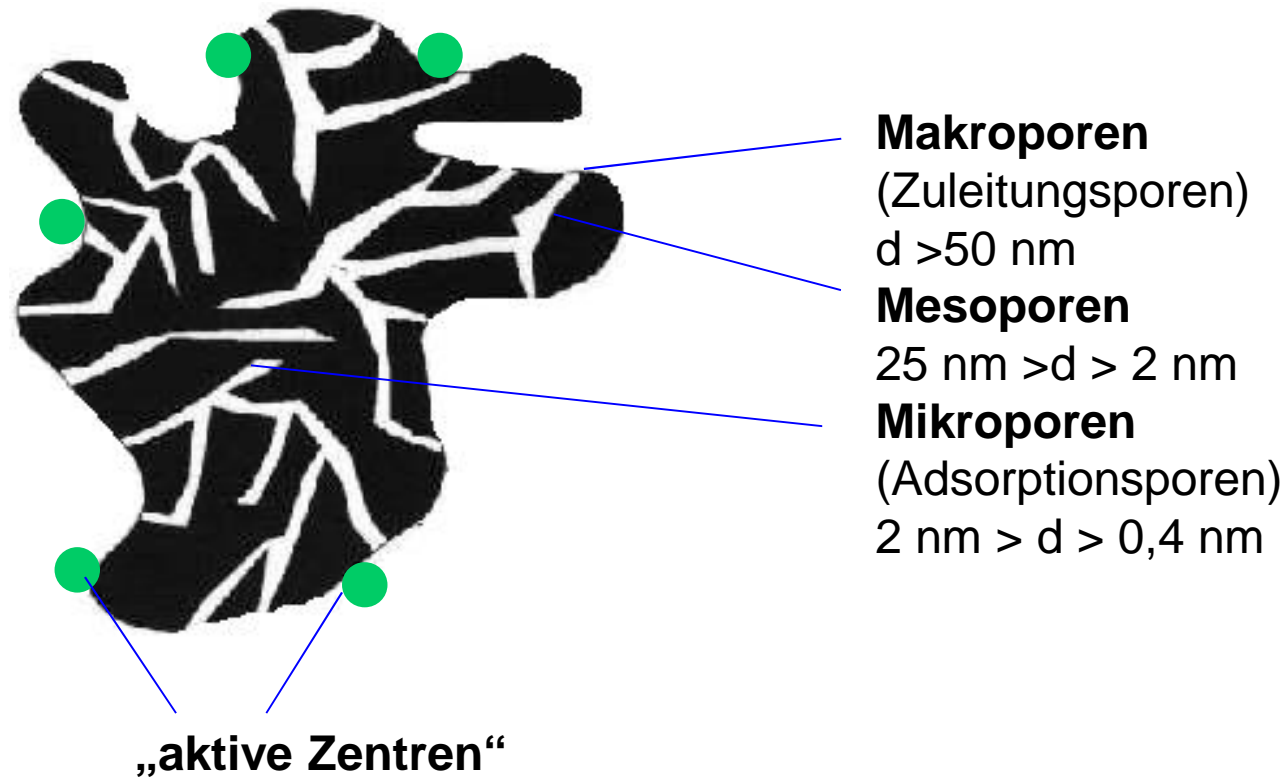 Makroporen
(Zuleitungsporen)
d >50 nm
Mesoporen
25 nm >d > 2 nm
Mikroporen
(Adsorptionsporen)
2 nm > d > 0,4 nm
„aktive Zentren“